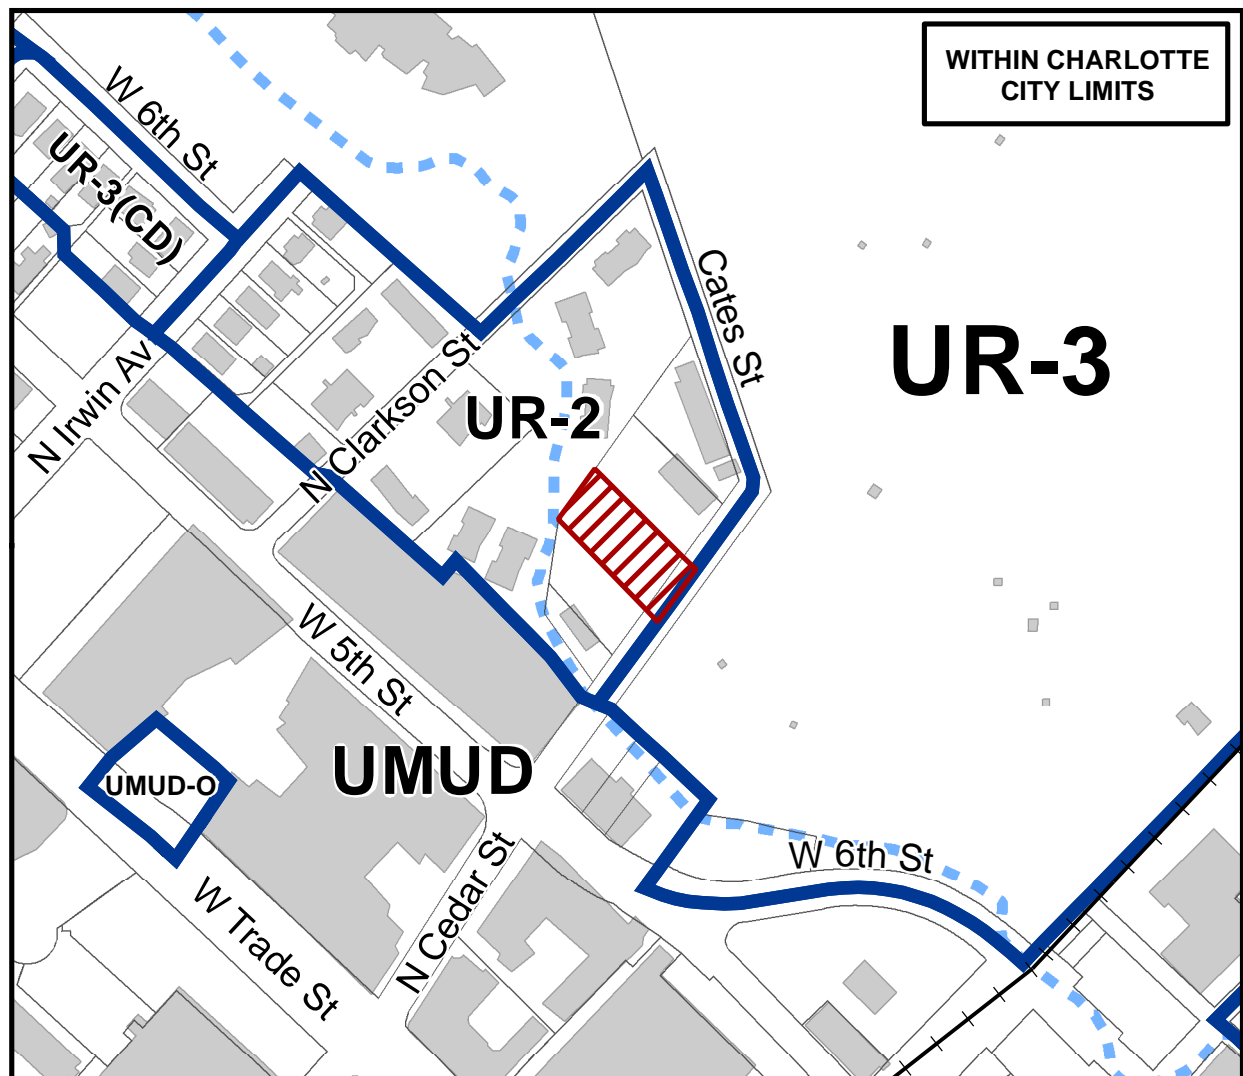 WITHIN CHARLOTTE
CITY LIMITS
W 6th St
UR-3(CD)
Cates St
UR-3
N Irwin Av
N Clarkson St
UR-2
W 5th St
UMUD
UMUD-O
W 6th St
N Cedar St
W Trade St